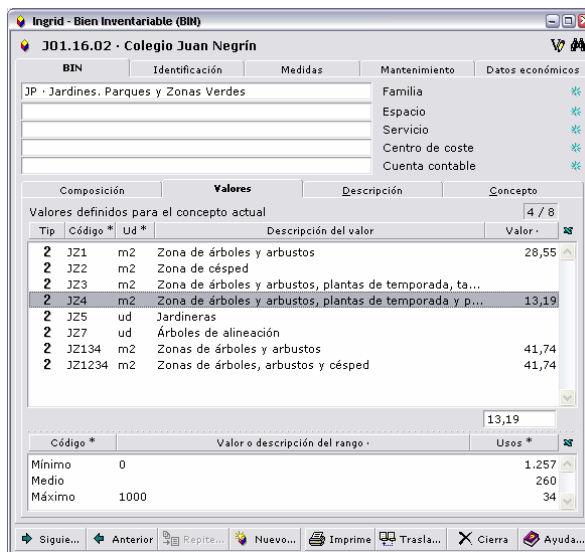 Ingrid - Bien Inventariable (BIN)
J01.16.02 · Colegio Juan Negrín
BIN Identificación Medidas Mantenimiento Datos económicos
JP · Jardines. Parques y Zonas Verdes Familia
Espacio
Servicio
Centro de coste
Cuenta contable
Composición Valores Descripción Concepto
Valores definidos para el concepto actual 4 / 8
Tip Código * Ud * Descripción del valor Valor ·
2 JZ1 m2 Zona de árboles y arbustos 28,55
2 JZ2 m2 Zona de césped
2 JZ3 m2 Zona de árboles y arbustos, plantas de temporada, ta...
2 JZ4 m2 Zona de árboles y arbustos, plantas de temporada y p... 13,19
2 JZ5 ud Jardineras
2 JZ7 ud Árboles de alineación
2 JZ134 m2 Zonas de árboles y arbustos 41,74
2 JZ1234 m2 Zonas de árboles, arbustos y césped 41,74
13,19
Código * Valor o descripción del rango · Usos *
Mínimo 0 1.257
Medio 260
Máximo 1000 34
Siguie... Anterior Repite... Nuevo... Imprime Trasla... Cierra Ayuda...